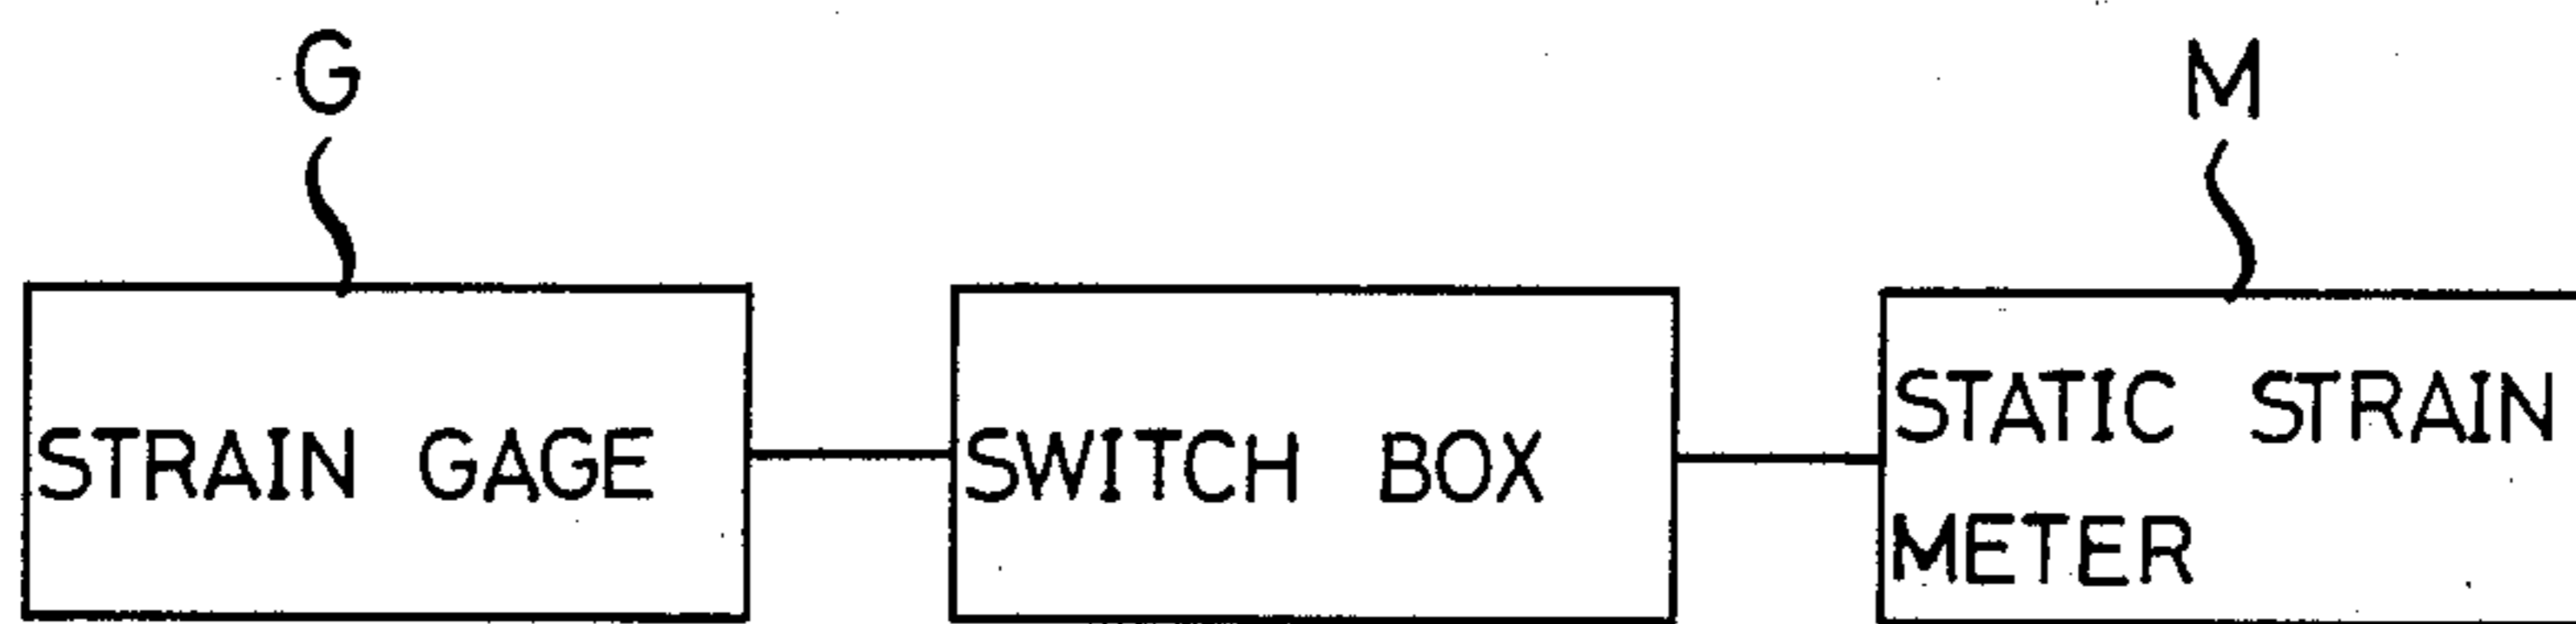 G
M
STRAIN GAGE
SWITCH BOX
STATIC STRAIN
METER